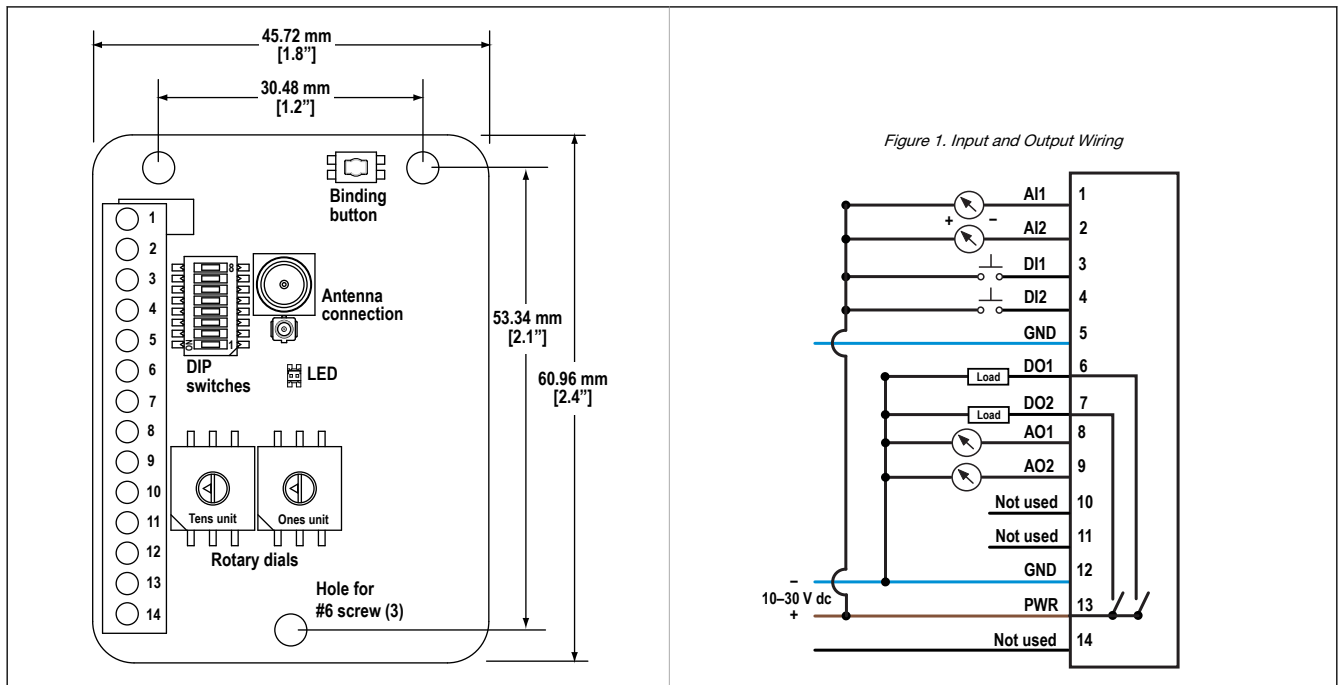 45.72 mm
[1.8”]
30.48 mm
[1.2”]
Binding
button
1
2
3
4
5
6
7
8
9
10
11
12
13
14
8
ON
1
DIP
switches
Antenna
connection
LED
53.34 mm
[2.1”]
60.96 mm
[2.4”]
Tens unit
Ones unit
Rotary dials
Hole for
#6 screw (3)
Figure 1. Input and Output Wiring
AI1 1
+ –
AI2 2
DI1 3
DI2 4
GND 5
Load DO1 6
Load DO2 7
AO1 8
AO2 9
Not used 10
Not used 11
GND 12
–
10–30 V dc
+
PWR 13
Not used 14